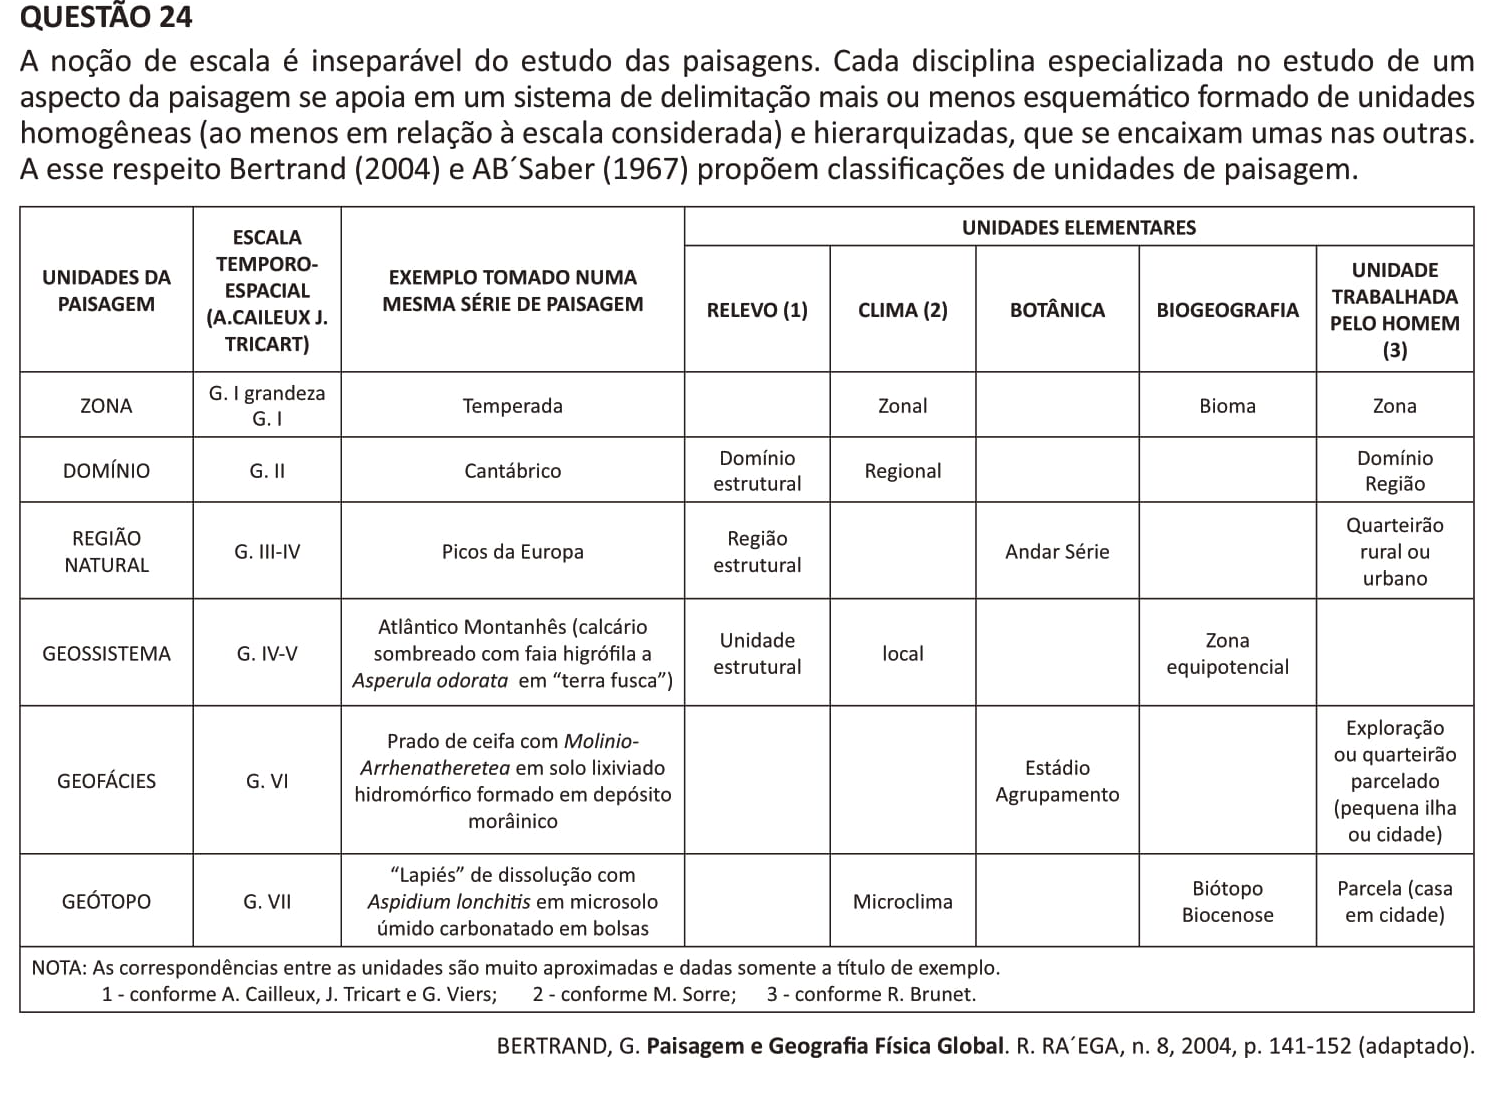 QUESTÃO 24
A noção de escala é inseparável do estudo das paisagens. Cada disciplina especializada no estudo de um
aspecto da paisagem se apoia em um sistema de delimitação mais ou menos esquemático formado de unidades
homogêneas (ao menos em relação à escala considerada) e hierarquizadas, que se encaixam umas nas outras.
A esse respeito Bertrand (2004) e AB´Saber (1967) propõem classificações de unidades de paisagem.
UNIDADES DA
PAISAGEM
ESCALA
TEMPORO-
ESPACIAL
(A.CAILEUX J.
TRICART)
EXEMPLO TOMADO NUMA
MESMA SÉRIE DE PAISAGEM
UNIDADES ELEMENTARES
RELEVO (1)
CLIMA (2)
BOTÂNICA
BIOGEOGRAFIA
UNIDADE
TRABALHADA
PELO HOMEM
(3)
ZONA
G. I grandeza
G. I
Temperada
Zonal
Bioma
Zona
DOMÍNIO
G. II
Cantábrico
Domínio
estrutural
Regional
Domínio
Região
REGIÃO
NATURAL
G. III-IV
Picos da Europa
Região
estrutural
Andar Série
Quarteirão
rural ou
urbano
GEOSSISTEMA
G. IV-V
Atlântico Montanhês (calcário
sombreado com faia higrófila a
Asperula odorata em “terra fusca”)
Unidade
estrutural
local
Zona
equipotencial
GEOFÁCIES
G. VI
Prado de ceifa com Molinio-
Arrhenatheretea em solo lixiviado
hidromórfico formado em depósito
morâinico
Estádio
Agrupamento
Exploração
ou quarteirão
parcelado
(pequena ilha
ou cidade)
GEÓTOPO
G. VII
“Lapiés” de dissolução com
Aspidium lonchitis em microsolo
úmido carbonatado em bolsas
Microclima
Biótopo
Biocenose
Parcela (casa
em cidade)
NOTA: As correspondências entre as unidades são muito aproximadas e dadas somente a título de exemplo.
1 - conforme A. Cailleux, J. Tricart e G. Viers; 2 - conforme M. Sorre; 3 - conforme R. Brunet.
BERTRAND, G. Paisagem e Geografia Física Global. R. RA´EGA, n. 8, 2004, p. 141-152 (adaptado).